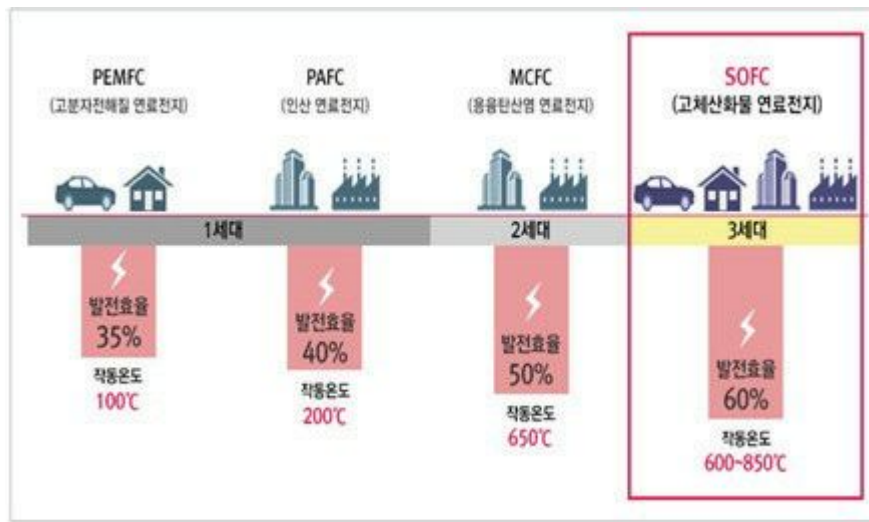 PEMFC
(고분자전해질 연료전지)
PAFC
(인산 연료전지)
MCFC
(용융탄산염 연료전지)
SOFC
(고체산화물 연료전지)
1세대
2세대
3세대
발전효율
35%
작동온도
100℃
발전효율
40%
작동온도
200℃
발전효율
50%
작동온도
650℃
발전효율
60%
작동온도
600~850℃